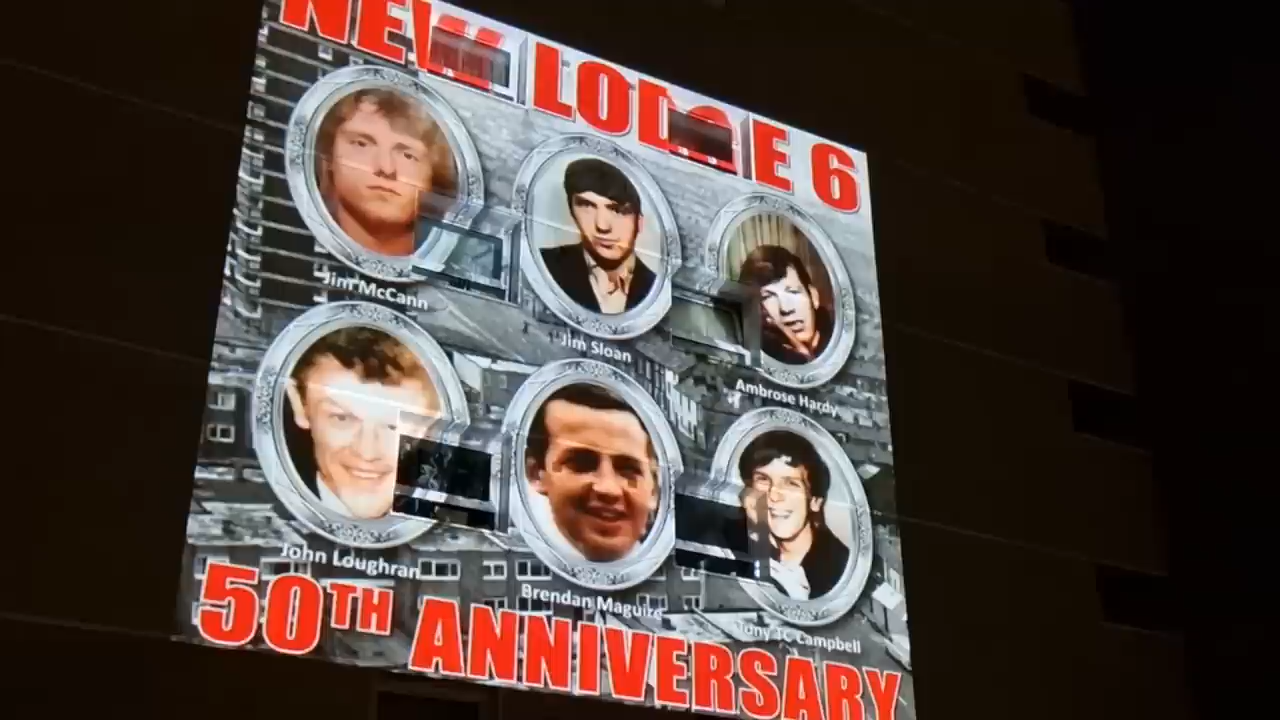 NEW LODGE 6
Jim McCann
Jim Sloan
Ambrose Hardy
John Loughran
Brendan Maguire
Tony TC Campbell
50TH ANNIVERSARY